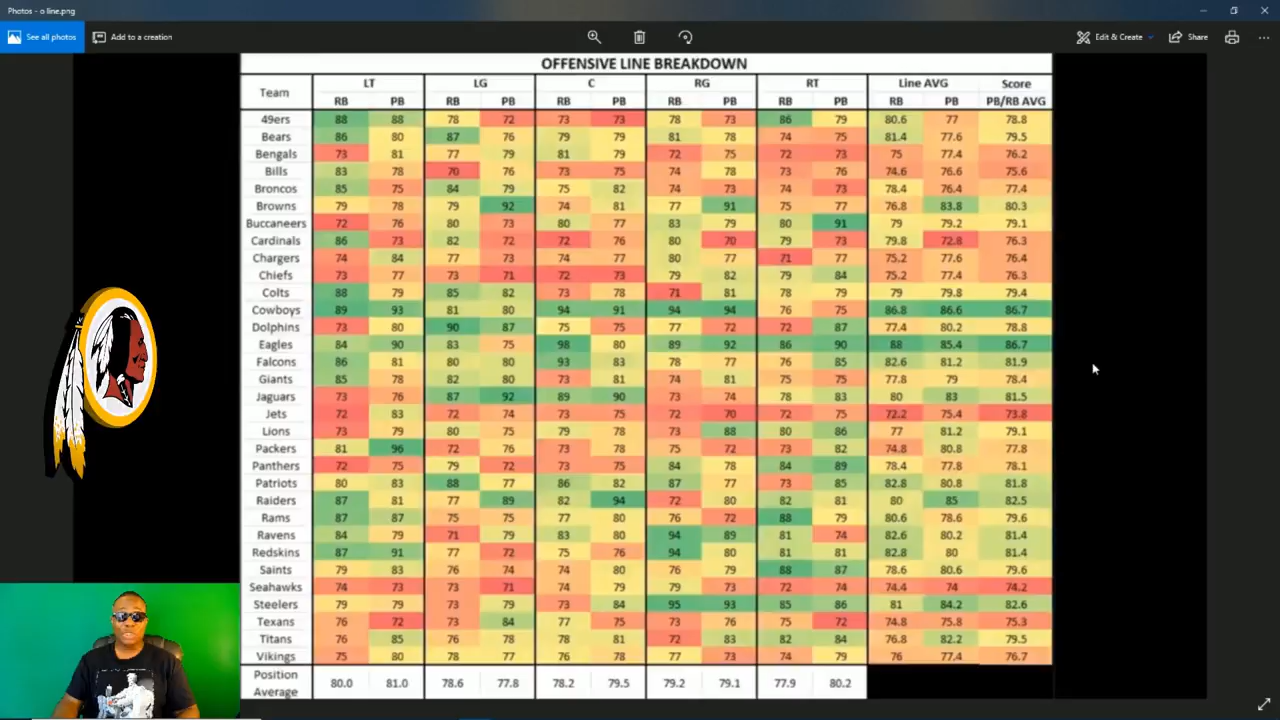 Photos - o line.png
See all photos Add to a creation Edit & Create Share
OFFENSIVE LINE BREAKDOWN
Team LT LG C RG RT Line AVG Score
RB PB RB PB RB PB RB PB RB PB RB PB PB/RB AVG
49ers 88 88 78 72 73 73 78 73 86 79 80.6 77 78.8
Bears 86 80 87 76 79 79 81 78 74 75 81.4 77.6 79.5
Bengals 73 81 77 79 81 79 72 75 72 73 75 77.4 76.2
Bills 83 78 70 76 73 75 74 78 73 76 74.6 76.6 75.6
Broncos 85 75 84 79 75 82 74 73 74 73 78.4 76.4 77.4
Browns 79 78 79 92 74 81 77 91 75 77 76.8 83.8 80.3
Buccaneers 72 76 80 73 80 77 83 79 80 91 79 79.2 79.1
Cardinals 86 73 82 72 72 76 80 70 79 73 79.8 72.8 76.3
Chargers 74 84 77 73 74 77 80 77 71 77 75.2 77.6 76.4
Chiefs 73 77 73 71 72 73 79 82 79 84 75.2 77.4 76.3
Colts 88 79 85 82 73 78 71 81 78 79 79 79.8 79.4
Cowboys 89 93 81 80 94 91 94 94 76 75 86.8 86.6 86.7
Dolphins 73 80 90 87 75 75 77 72 72 87 77.4 80.2 78.8
Eagles 84 90 83 75 98 80 89 92 86 90 88 85.4 86.7
Falcons 86 81 80 80 93 83 78 77 76 85 82.6 81.2 81.9
Giants 85 78 82 80 73 81 74 81 75 75 77.8 79 78.4
Jaguars 73 76 87 92 89 90 73 74 78 83 80 83 81.5
Jets 72 83 72 74 73 75 72 70 72 75 72.2 75.4 73.8
Lions 73 79 80 75 79 78 73 88 80 86 77 81.2 79.1
Packers 81 96 72 76 73 78 75 72 73 82 74.8 80.8 77.8
Panthers 72 75 79 72 73 75 84 78 84 89 78.4 77.8 78.1
Patriots 80 83 88 77 86 82 87 77 73 85 82.8 80.8 81.8
Raiders 87 81 77 89 82 94 72 80 82 81 80 85 82.5
Rams 87 87 75 75 77 80 76 72 88 79 80.6 78.6 79.6
Ravens 84 79 71 79 83 80 94 89 81 74 82.6 80.2 81.4
Redskins 87 91 77 72 75 76 94 80 81 81 82.8 80 81.4
Saints 79 83 76 74 74 80 76 79 88 87 78.6 80.6 79.6
Seahawks 74 73 73 71 74 79 79 73 72 74 74.4 74 74.2
Steelers 79 79 73 79 73 84 95 93 85 86 81 84.2 82.6
Texans 76 72 73 84 77 75 73 76 75 72 74.8 75.8 75.3
Titans 76 85 76 78 78 81 72 83 82 84 76.8 82.2 79.5
Vikings 75 80 78 77 76 78 77 73 74 79 76 77.4 76.7
Position Average 80.0 81.0 78.6 77.8 78.2 79.5 79.2 79.1 77.9 80.2